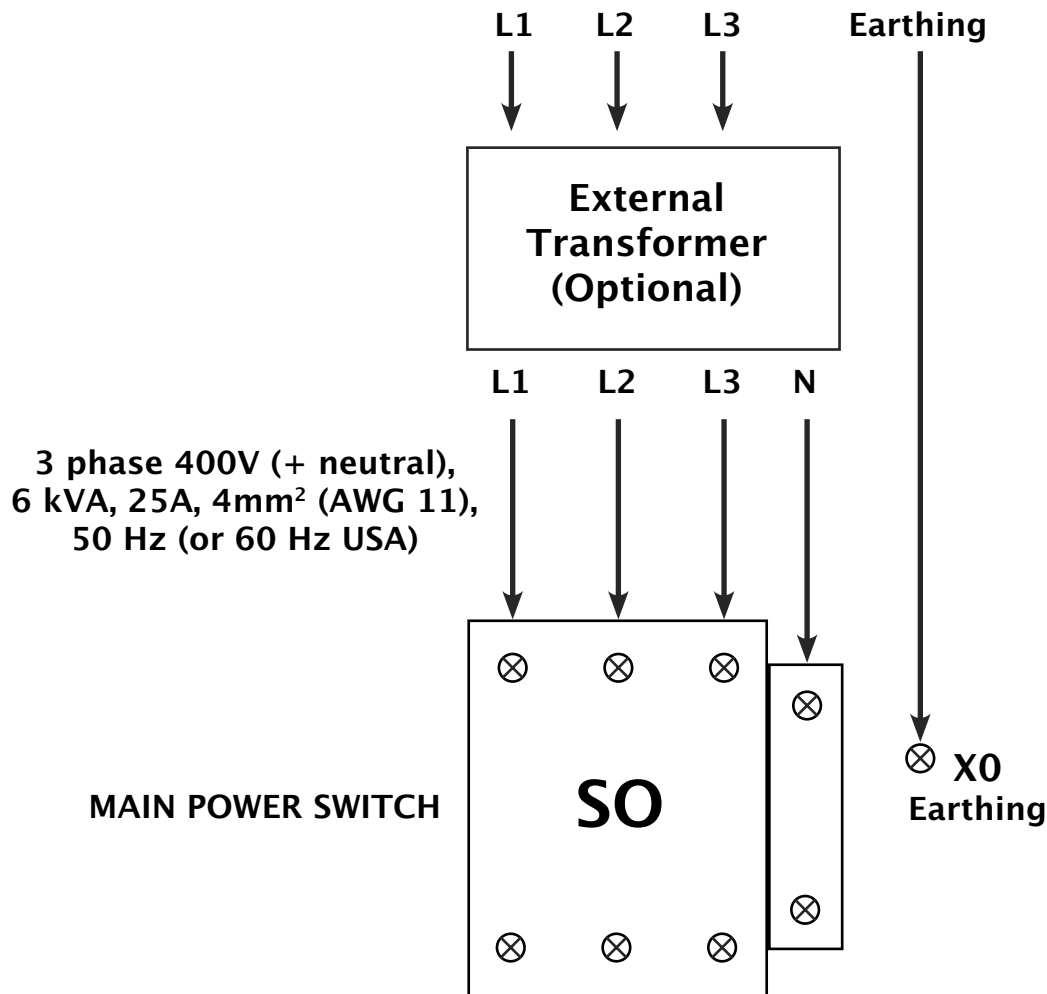 L1 L2 L3 Earthing
External
Transformer
(Optional)
L1 L2 L3 N
3 phase 400V (+ neutral),
6 kVA, 25A, 4mm² (AWG 11),
50 Hz (or 60 Hz USA)
MAIN POWER SWITCH
SO
X0
Earthing